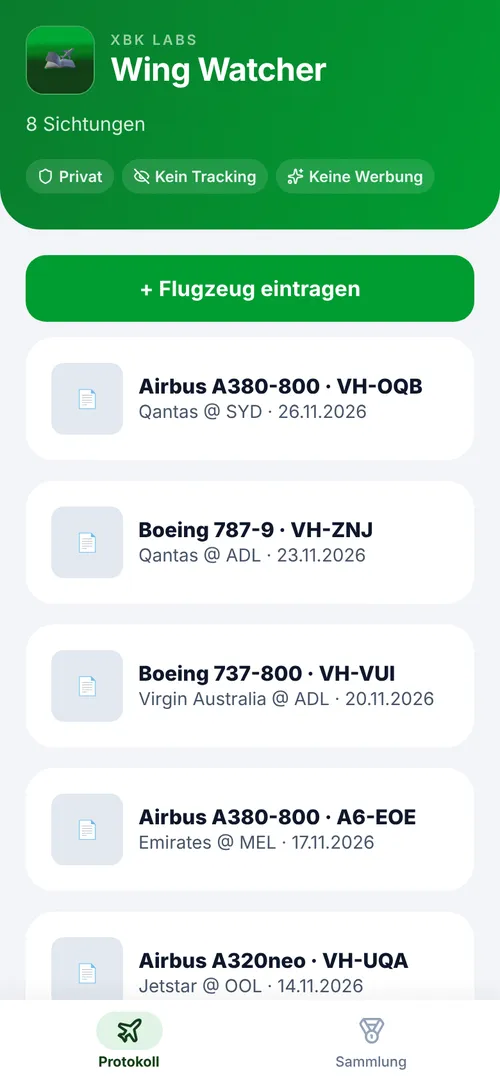 XBK LABS
Wing Watcher
8 Sichtungen
Privat
Kein Tracking
Keine Werbung
+ Flugzeug eintragen
Airbus A380-800 · VH-OQB
Qantas @ SYD · 26.11.2026
Boeing 787-9 · VH-ZNJ
Qantas @ ADL · 23.11.2026
Boeing 737-800 · VH-VUI
Virgin Australia @ ADL · 20.11.2026
Airbus A380-800 · A6-EOE
Emirates @ MEL · 17.11.2026
Airbus A320neo · VH-UQA
Jetstar @ OOL · 14.11.2026
Protokoll
Sammlung